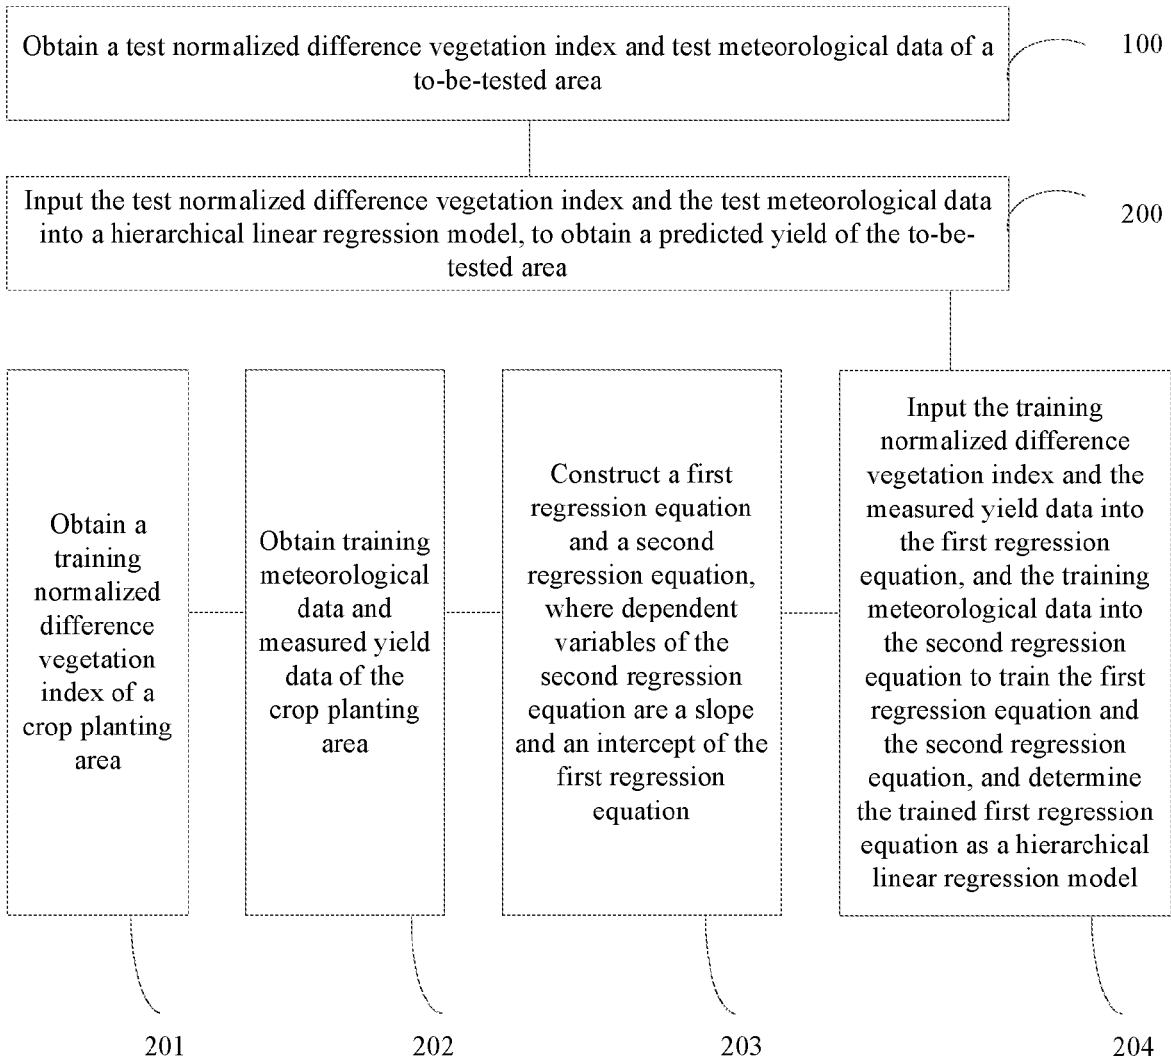 Obtain a test normalized difference vegetation index and test meteorological data of a
to-be-tested area
100
Input the test normalized difference vegetation index and the test meteorological data
into a hierarchical linear regression model, to obtain a predicted yield of the to-be-
tested area
200
Obtain a
training
normalized
difference
vegetation
index of a
crop planting
area
Obtain training
meteorological
data and
measured yield
data of the
crop planting
area
Construct a first
regression equation
and a second
regression equation,
where dependent
variables of the
second regression
equation are a slope
and an intercept of the
first regression
equation
Input the training
normalized difference
vegetation index and the
measured yield data into
the first regression
equation, and the training
meteorological data into
the second regression
equation to train the first
regression equation and
the second regression
equation, and determine
the trained first regression
equation as a hierarchical
linear regression model
201
202
203
204